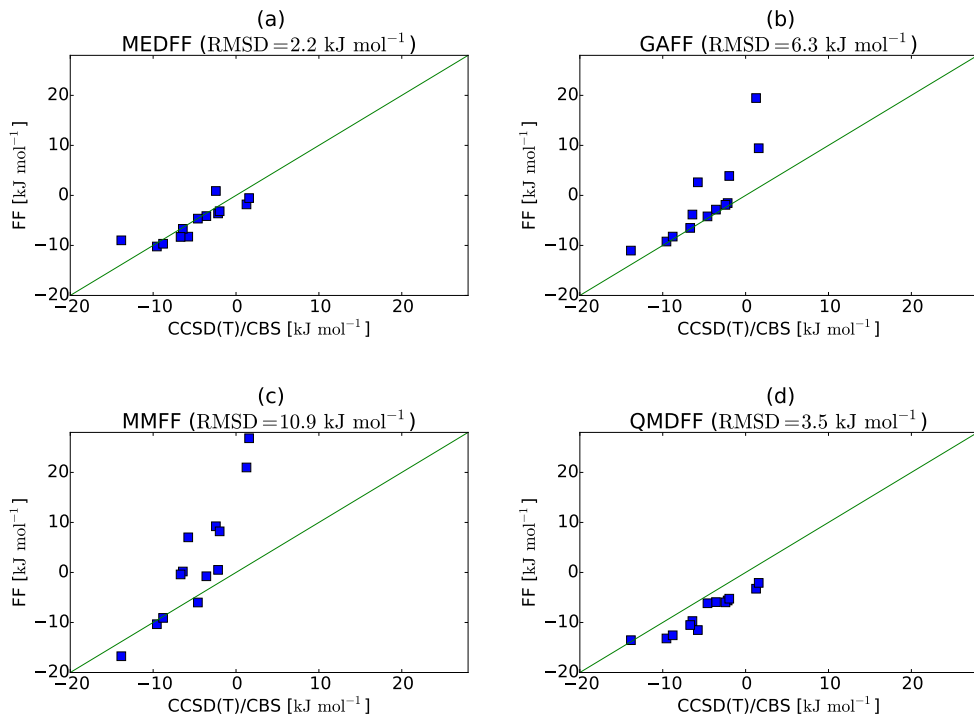 (a)
MEDFF (RMSD = 2.2 kJ mol⁻¹)
FF [kJ mol⁻¹]
20
10
0
−10
−20
−20 −10 0 10 20
CCSD(T)/CBS [kJ mol⁻¹]
(b)
GAFF (RMSD = 6.3 kJ mol⁻¹)
FF [kJ mol⁻¹]
20
10
0
−10
−20
−20 −10 0 10 20
CCSD(T)/CBS [kJ mol⁻¹]
(c)
MMFF (RMSD = 10.9 kJ mol⁻¹)
FF [kJ mol⁻¹]
20
10
0
−10
−20
−20 −10 0 10 20
CCSD(T)/CBS [kJ mol⁻¹]
(d)
QMDFF (RMSD = 3.5 kJ mol⁻¹)
FF [kJ mol⁻¹]
20
10
0
−10
−20
−20 −10 0 10 20
CCSD(T)/CBS [kJ mol⁻¹]